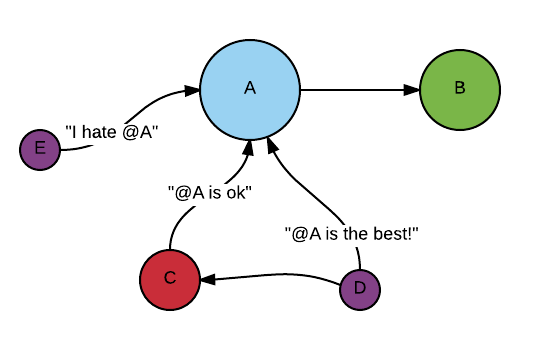 A
B
"I hate @A"
E
"@A is ok"
"@A is the best!"
C
D